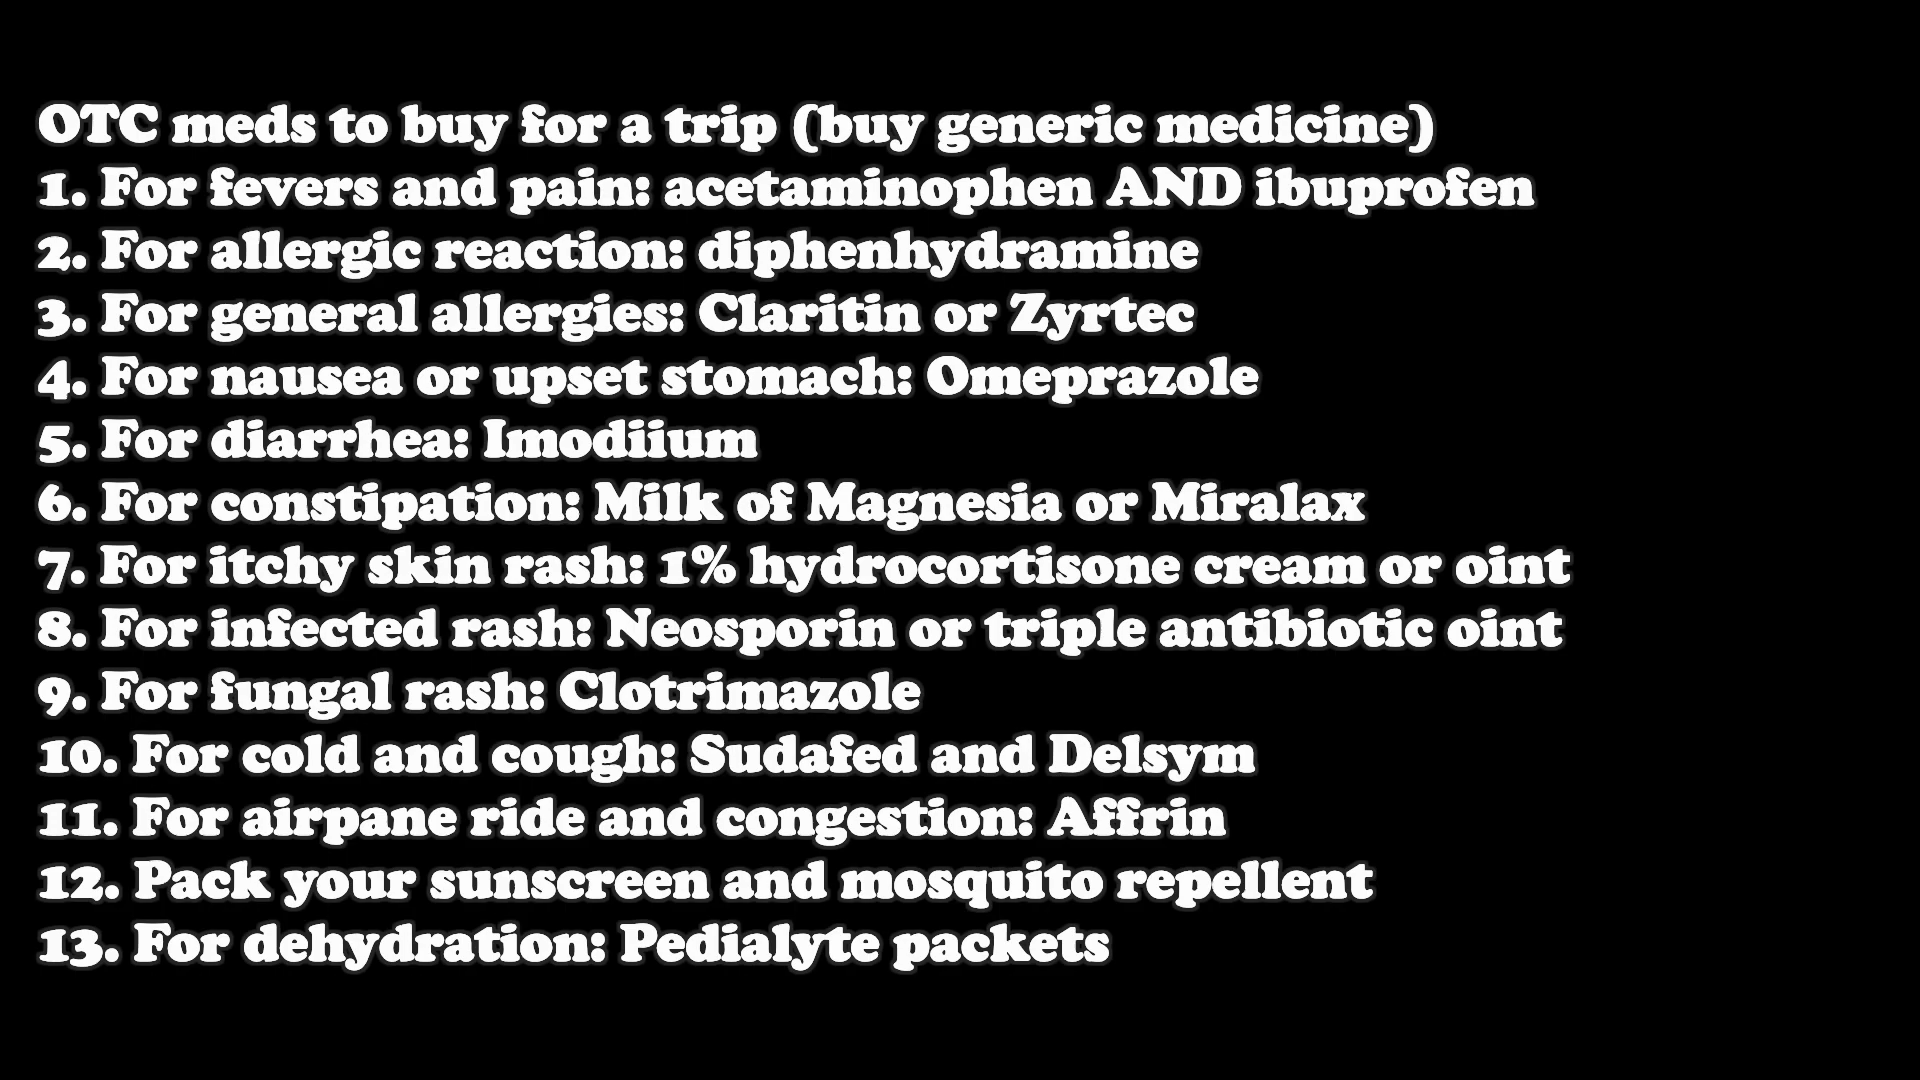 OTC meds to buy for a trip (buy generic medicine)
1. For fevers and pain: acetaminophen AND ibuprofen
2. For allergic reaction: diphenhydramine
3. For general allergies: Claritin or Zyrtec
4. For nausea or upset stomach: Omeprazole
5. For diarrhea: Imodiium
6. For constipation: Milk of Magnesia or Miralax
7. For itchy skin rash: 1% hydrocortisone cream or oint
8. For infected rash: Neosporin or triple antibiotic oint
9. For fungal rash: Clotrimazole
10. For cold and cough: Sudafed and Delsym
11. For airpane ride and congestion: Affrin
12. Pack your sunscreen and mosquito repellent
13. For dehydration: Pedialyte packets